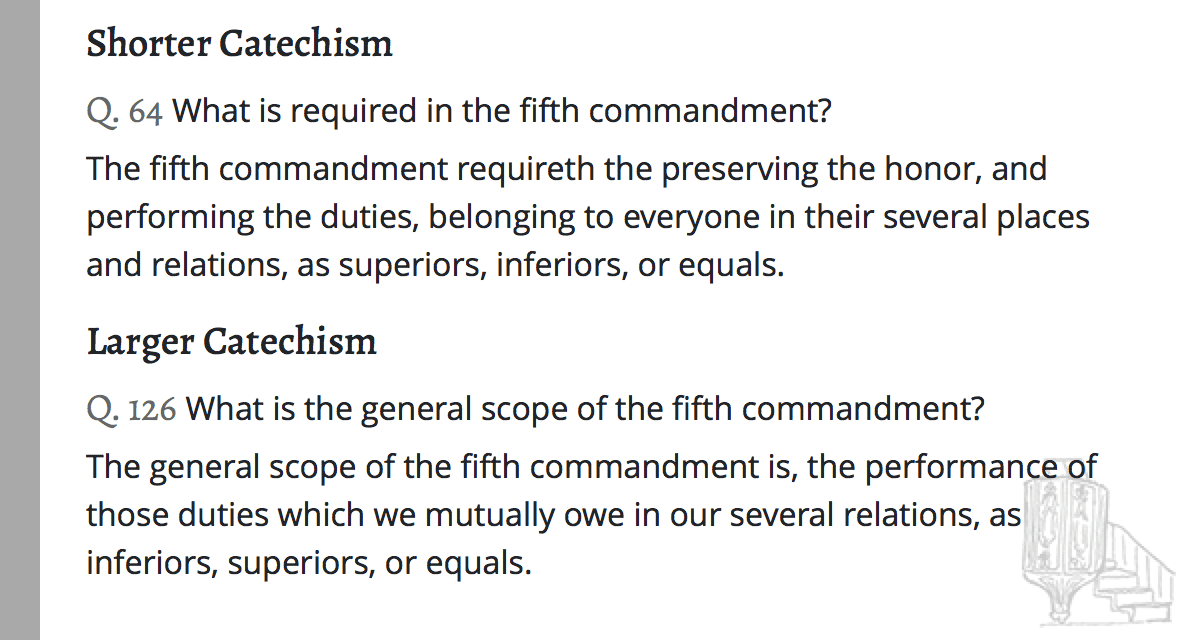 Shorter Catechism
Q. 64 What is required in the fifth commandment?
The fifth commandment requireth the preserving the honor, and
performing the duties, belonging to everyone in their several places
and relations, as superiors, inferiors, or equals.
Larger Catechism
Q. 126 What is the general scope of the fifth commandment?
The general scope of the fifth commandment is, the performance of
those duties which we mutually owe in our several relations, as
inferiors, superiors, or equals.